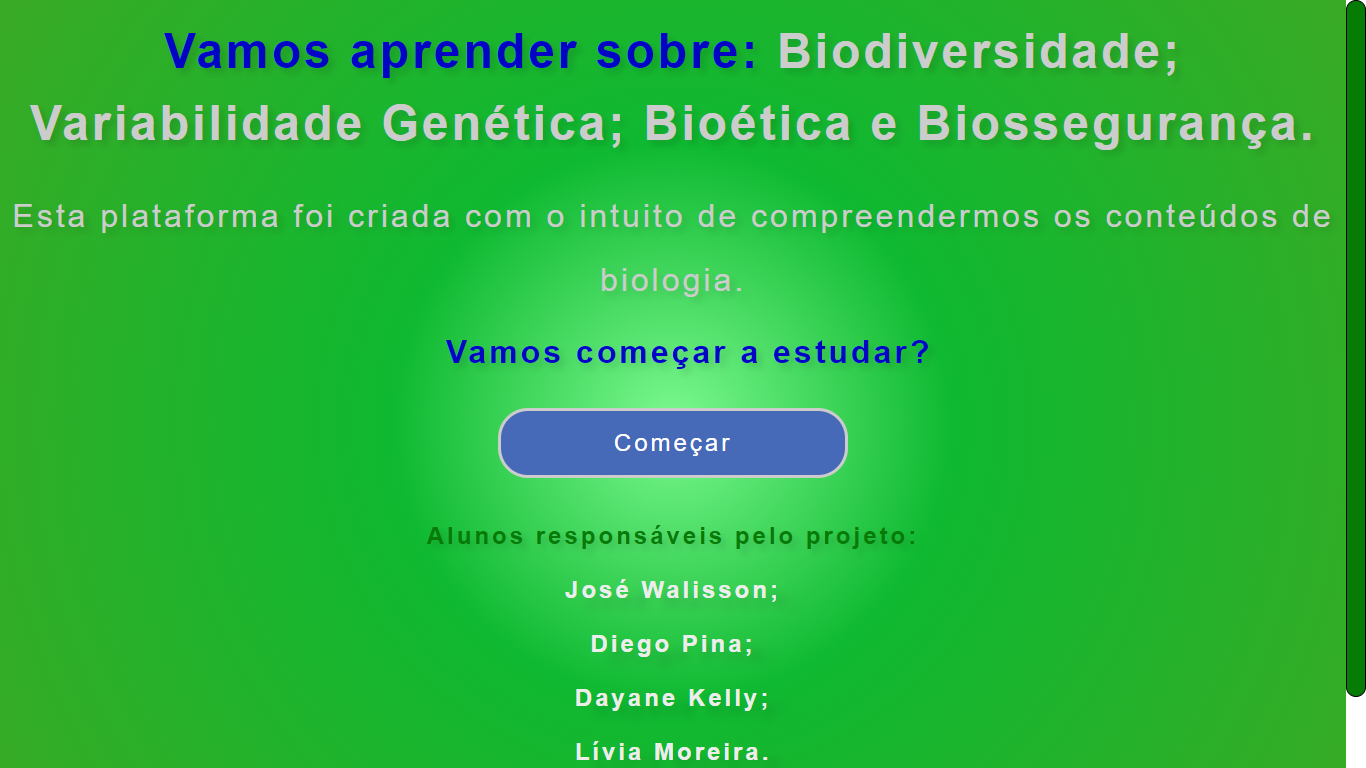 Vamos aprender sobre: Biodiversidade;
Variabilidade Genética; Bioética e Biossegurança.
Esta plataforma foi criada com o intuito de compreendermos os conteúdos de
biologia.
Vamos começar a estudar?
Começar
Alunos responsáveis pelo projeto:
José Walisson;
Diego Pina;
Dayane Kelly;
Lívia Moreira.